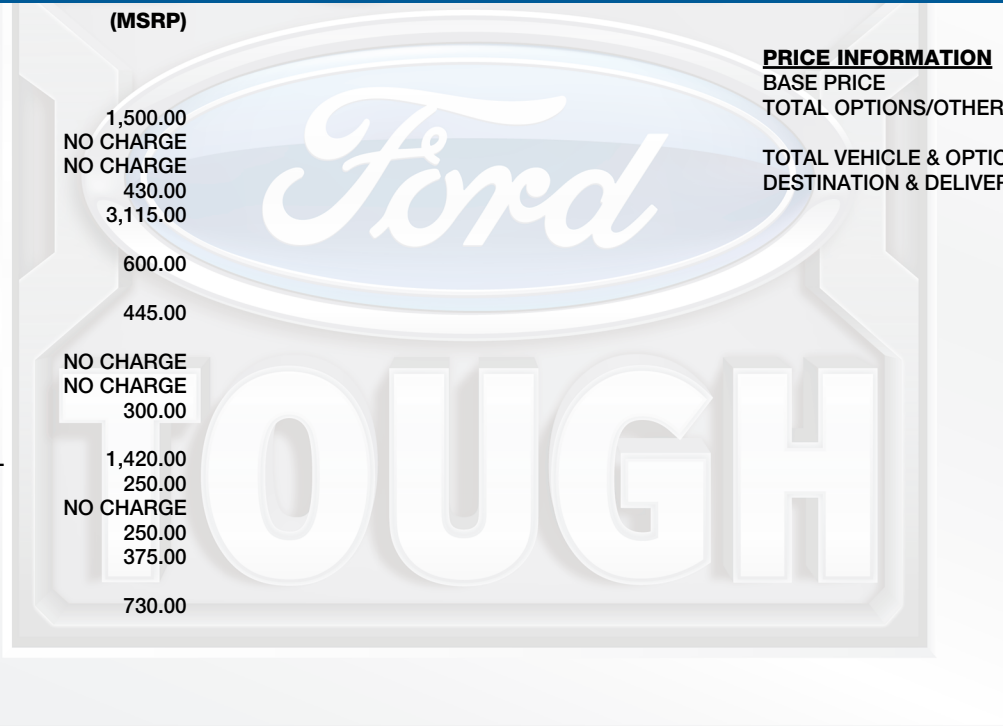 (MSRP)
1,500.00
NO CHARGE
NO CHARGE
430.00
3,115.00
600.00
445.00
NO CHARGE
NO CHARGE
300.00
1,420.00
250.00
NO CHARGE
250.00
375.00
730.00
PRICE INFORMATION
BASE PRICE
TOTAL OPTIONS/OTHER
TOTAL VEHICLE & OPTIO
DESTINATION & DELIVER
Ford
TOUGH